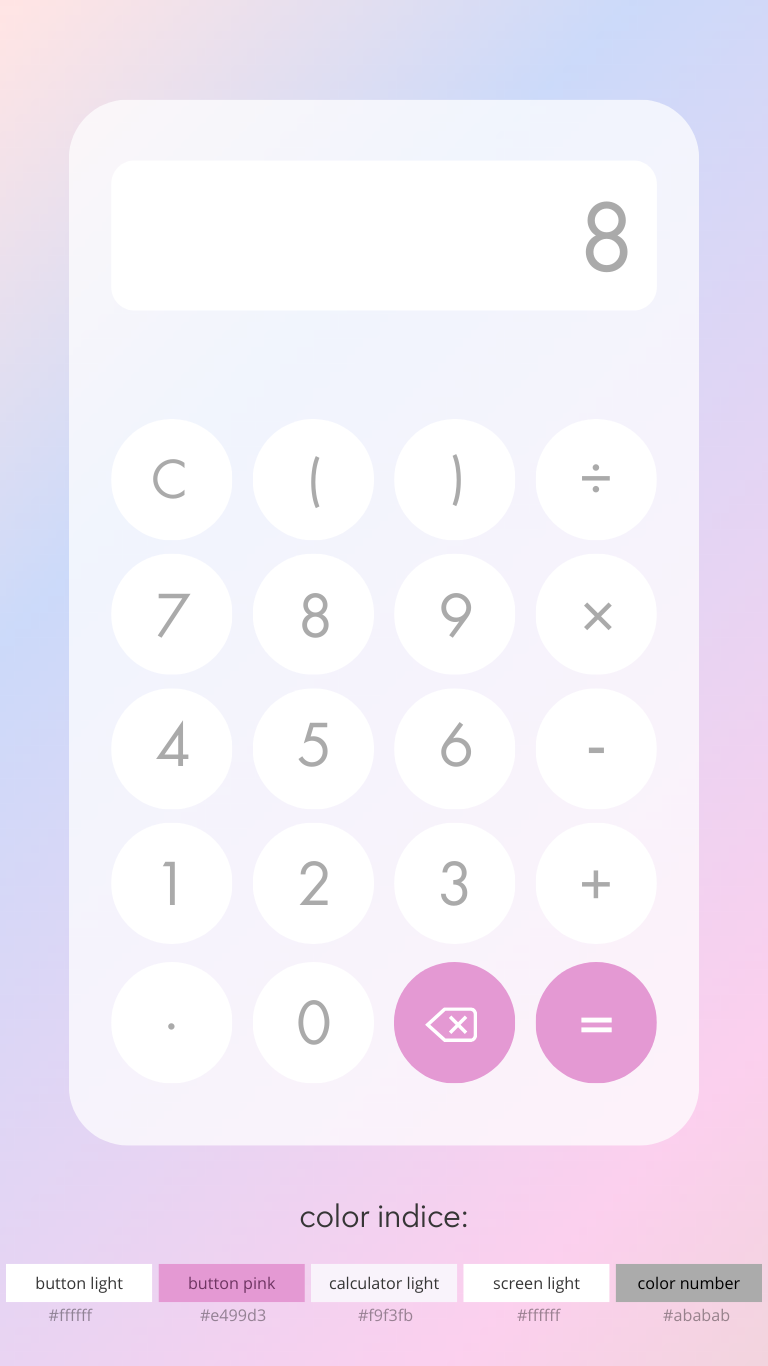 8
C ( ) ÷
7 8 9 ×
4 5 6 -
1 2 3 +
. 0 =
color indice:
button light button pink calculator light screen light color number
#ffffff #e499d3 #f9f3fb #ffffff #ababab